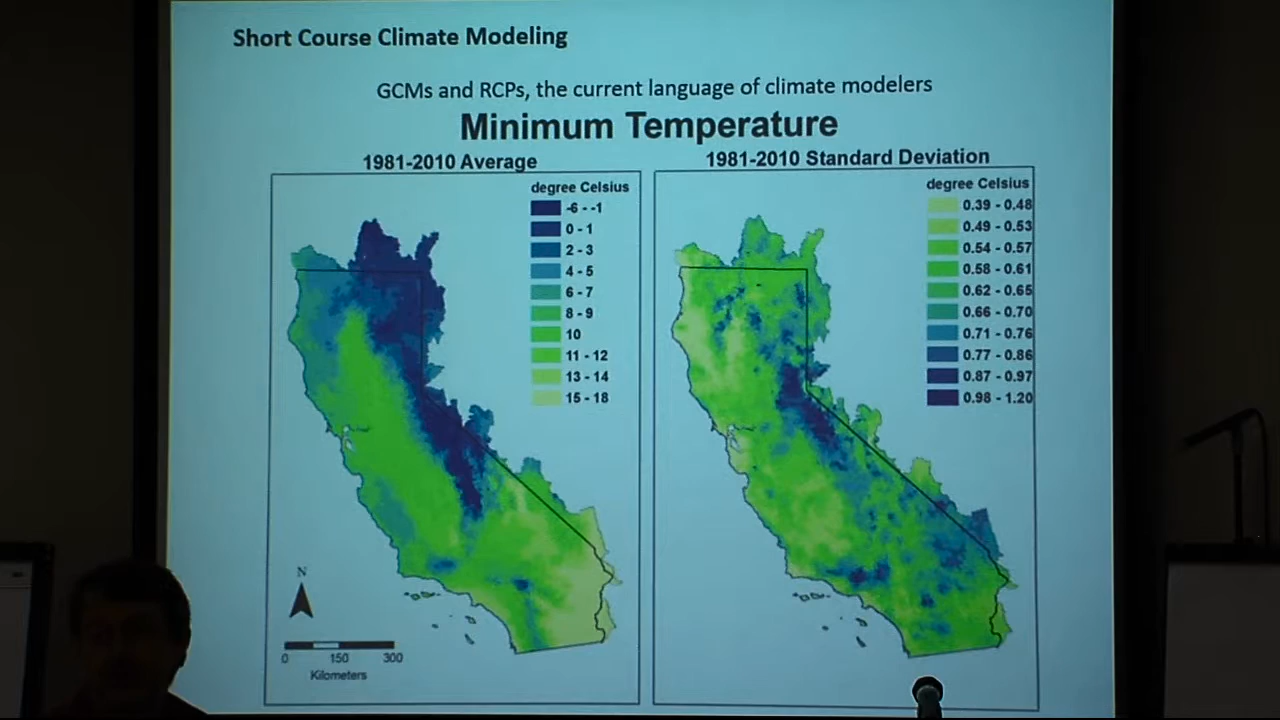 Short Course Climate Modeling
GCMs and RCPs, the current language of climate modelers
Minimum Temperature
1981-2010 Average
degree Celsius
-6 - -1
0 - 1
2 - 3
4 - 5
6 - 7
8 - 9
10
11 - 12
13 - 14
15 - 18
N
0 150 300
Kilometers
1981-2010 Standard Deviation
degree Celsius
0.39 - 0.48
0.49 - 0.53
0.54 - 0.57
0.58 - 0.61
0.62 - 0.65
0.66 - 0.70
0.71 - 0.76
0.77 - 0.86
0.87 - 0.97
0.98 - 1.20